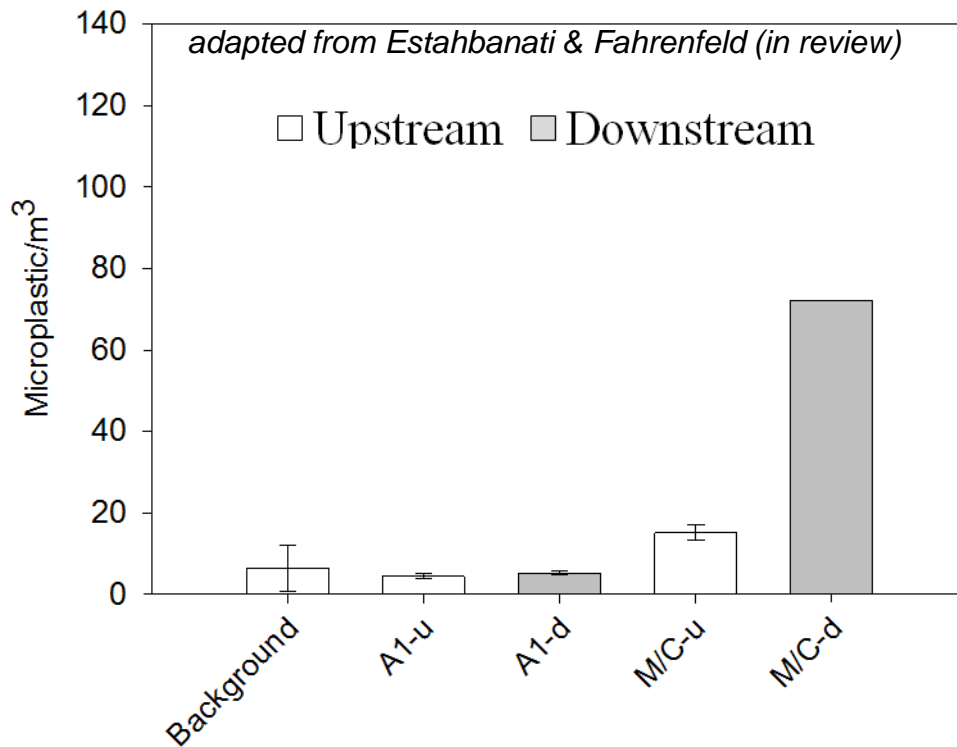 adapted from Estahbanati & Fahrenfeld (in review)
Upstream Downstream
Microplastic/m³
140
120
100
80
60
40
20
0
Background
A1-u
A1-d
M/C-u
M/C-d